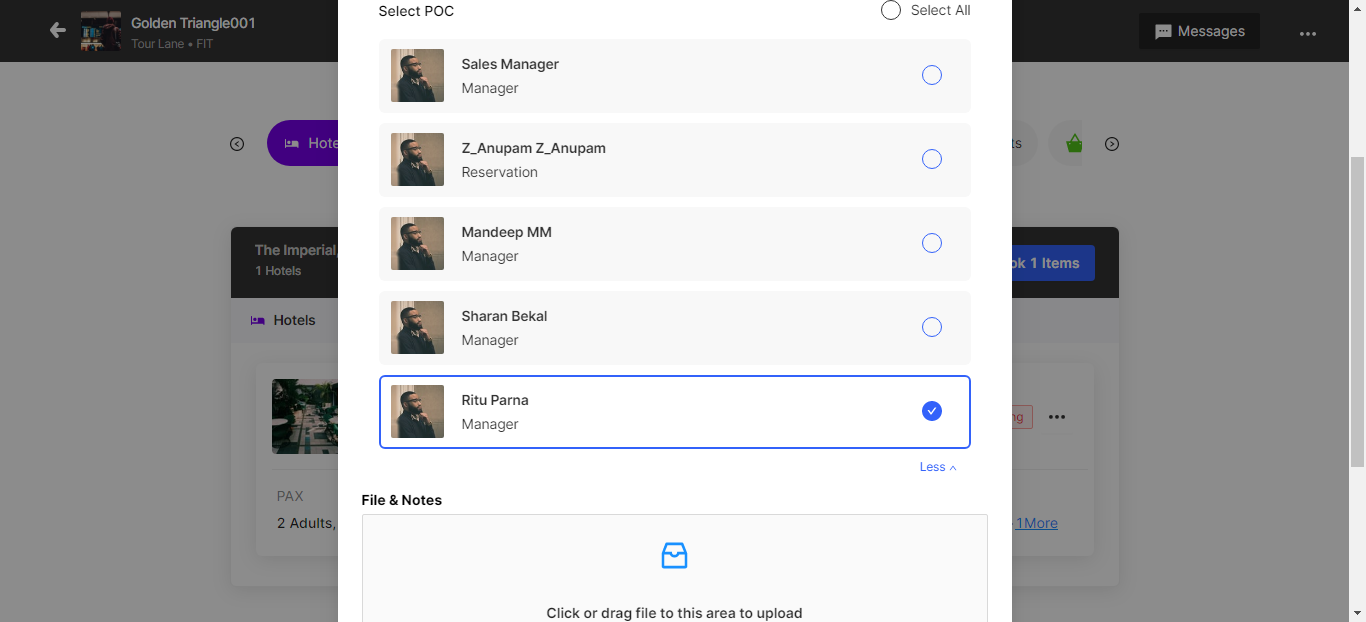 Golden Triangle001
Tour Lane • FIT
Messages
Select POC
Select All
Sales Manager
Manager
Z_Anupam Z_Anupam
Reservation
Mandeep MM
Manager
Sharan Bekal
Manager
Ritu Parna
Manager
Less
File & Notes
Click or drag file to this area to upload
Hote
ts
The Imperial,
1 Hotels
ok 1 Items
Hotels
ng
PAX
2 Adults,
1More